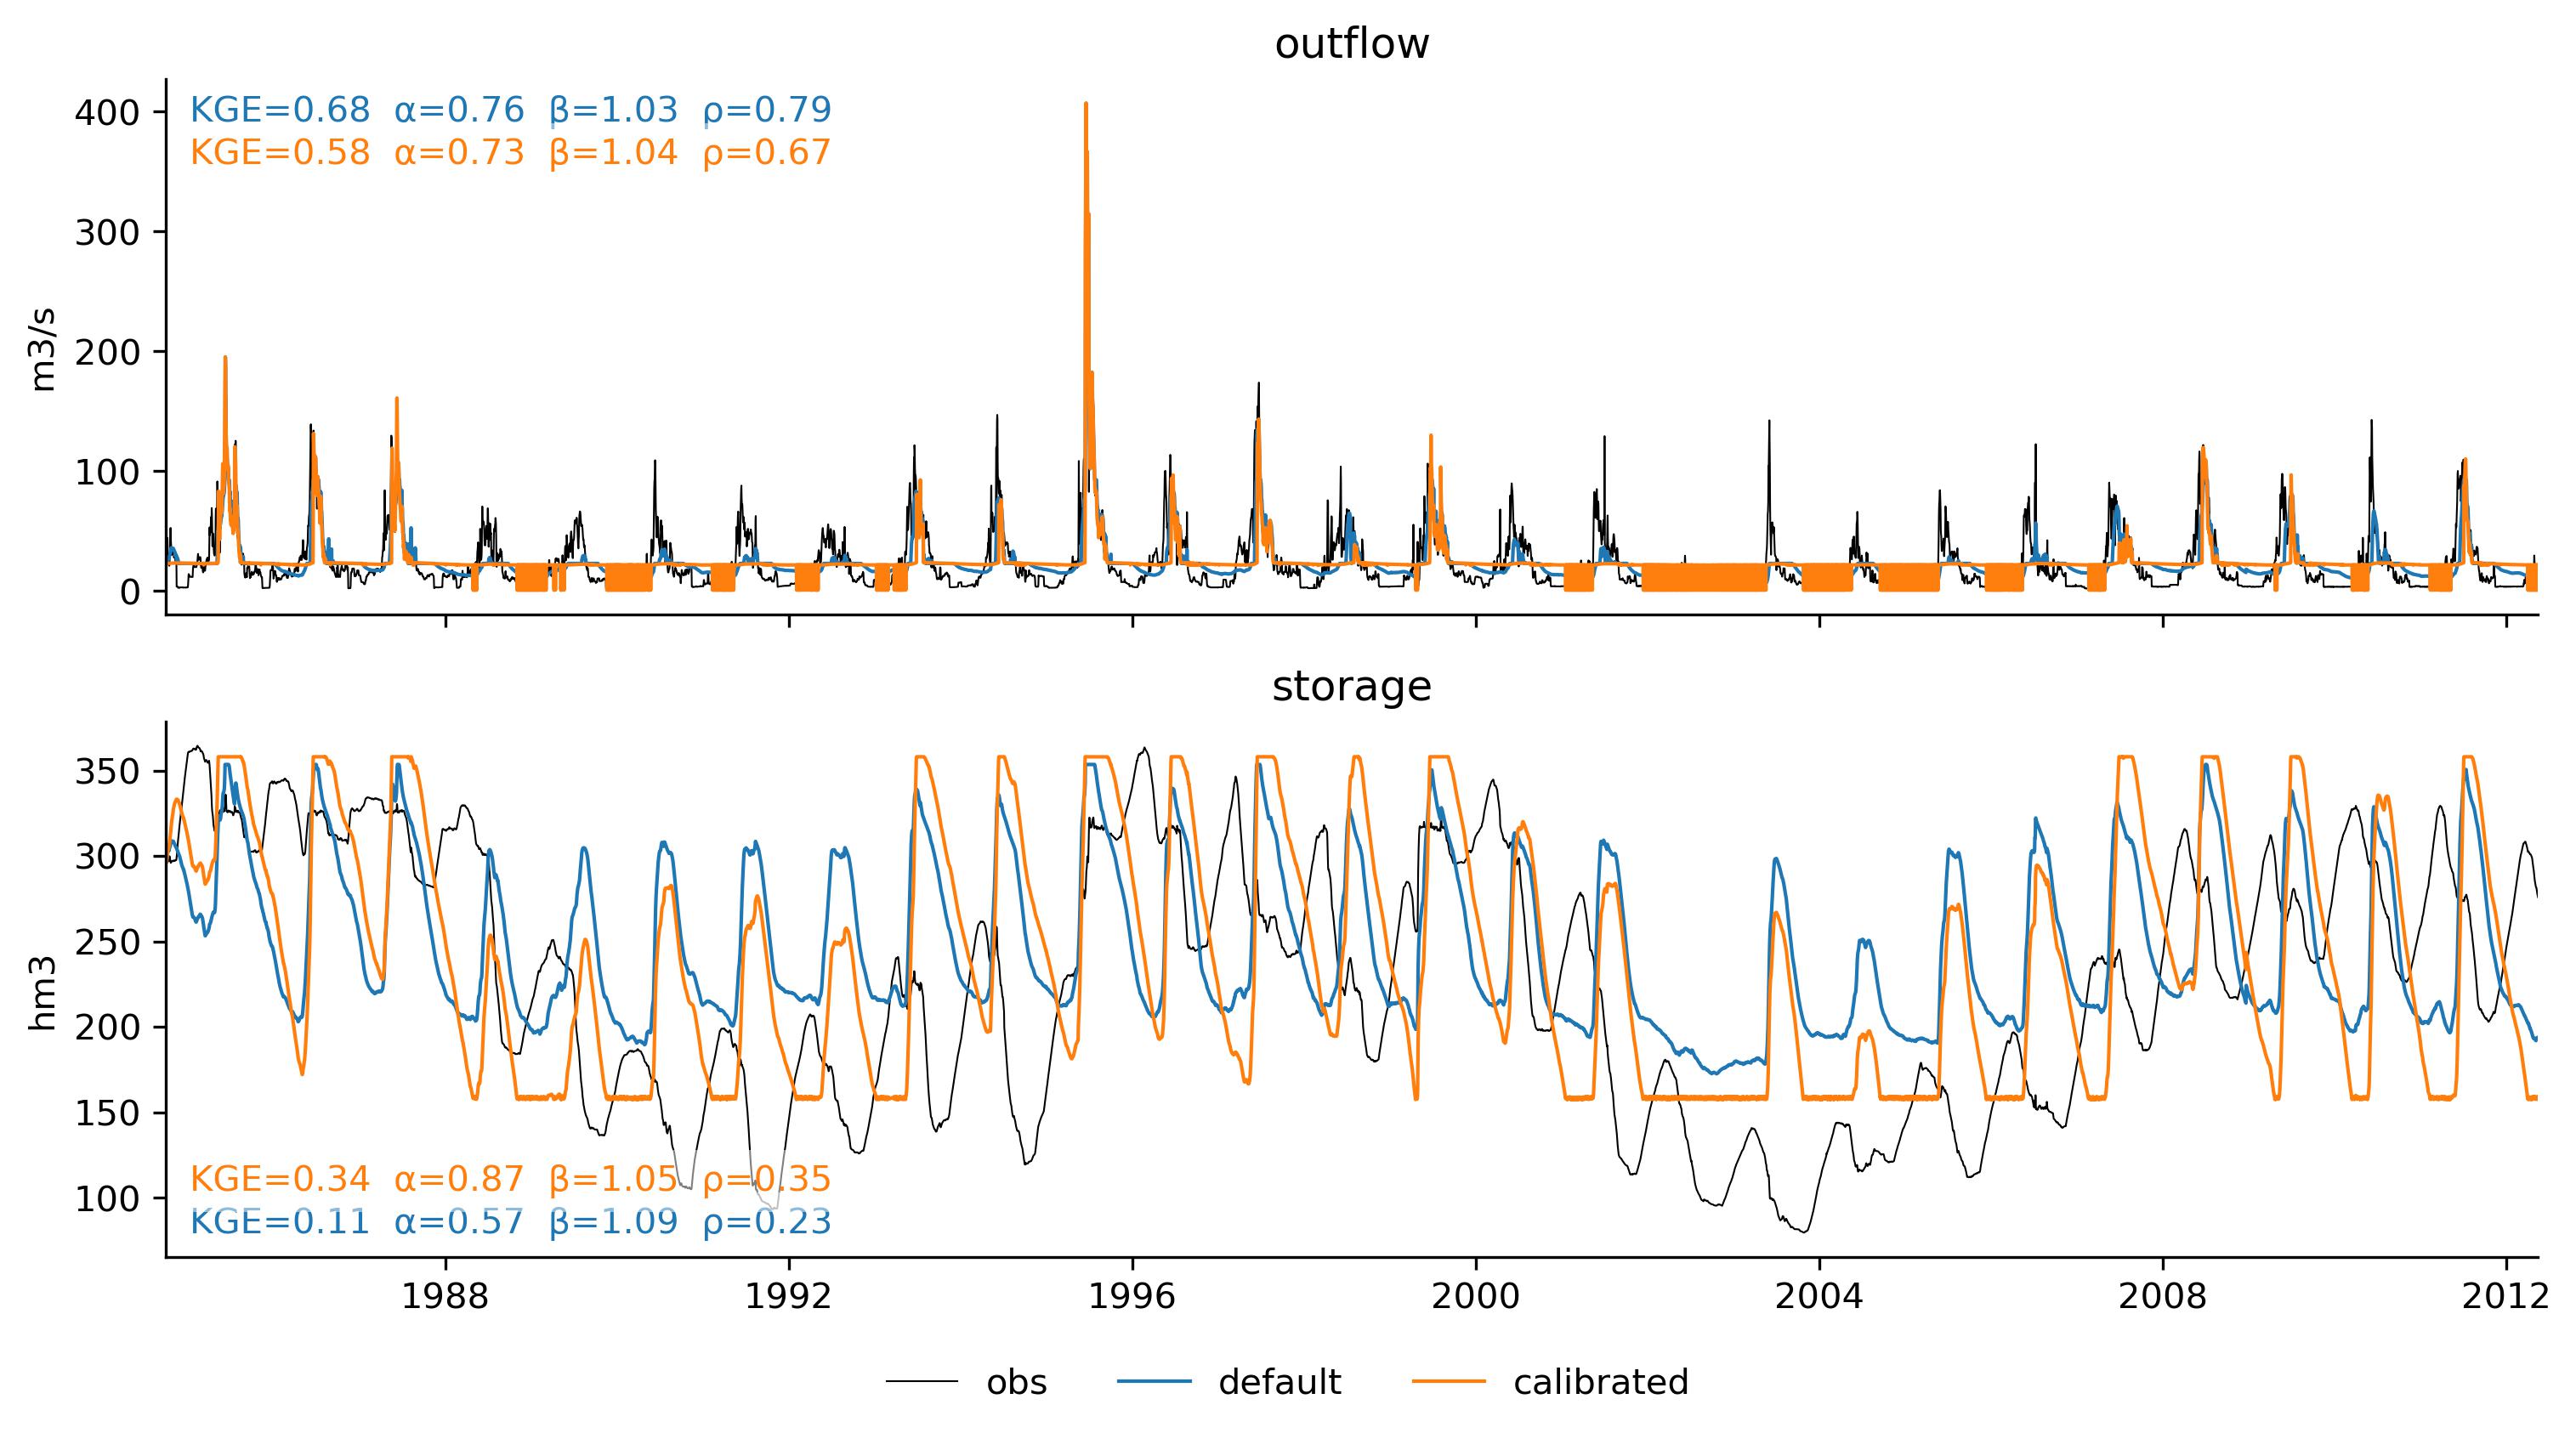 outflow
KGE=0.68 α=0.76 β=1.03 ρ=0.79
KGE=0.58 α=0.73 β=1.04 ρ=0.67
400
300
200
100
0
m3/s
storage
350
300
250
200
150
100
hm3
KGE=0.34 α=0.87 β=1.05 ρ=0.35
KGE=0.11 α=0.57 β=1.09 ρ=0.23
1988 1992 1996 2000 2004 2008 2012
obs default calibrated